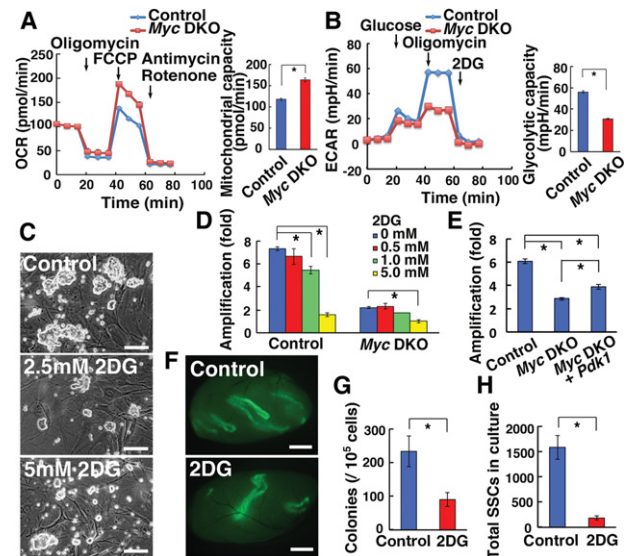 A
Control
Myc DKO
OCR (pmol/min)
200
150
100
50
0
Oligomycin
FCCP
Antimycin
Rotenone
0 20 40 60 80 100
Time (min)
Mitochondrial capacity
(pmol/min)
200
150
100
50
0
*
Control
Myc DKO
B
Control
Myc DKO
ECAR (mpH/min)
80
60
40
20
0
-20
Glucose
Oligomycin
2DG
0 20 40 60 80 100
Time (min)
Glycolytic capacity
(mpH/min)
80
60
40
20
0
*
Control
Myc DKO
C
Control
2.5mM 2DG
5mM 2DG
D
Amplification (fold)
8
6
4
2
0
* *
*
2DG
0 mM
0.5 mM
1.0 mM
5.0 mM
Control
Myc DKO
E
Amplification (fold)
8
6
4
2
0
* *
*
Control
Myc DKO
Myc DKO
+ Pdk1
F
Control
2DG
G
Colonies (/ 10⁵ cells)
300
200
100
0
*
Control 2DG
H
Total SSCs in culture
2000
1500
1000
500
0
*
Control 2DG